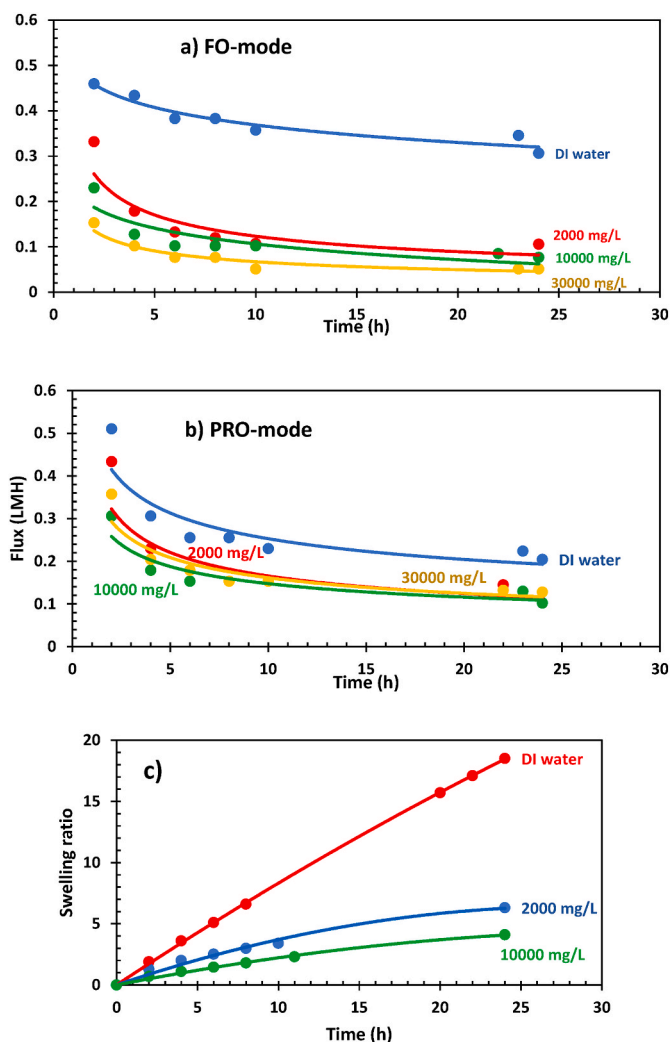 0.6
a) FO-mode
0.5
0.4
0.3
DI water
0.2
2000 mg/L
0.1
10000 mg/L
30000 mg/L
0
0 5 10 15 20 25 30
Time (h)
0.6
b) PRO-mode
0.5
0.4
Flux (LMH)
0.3
2000 mg/L
DI water
0.2
30000 mg/L
10000 mg/L
0.1
0
0 5 10 15 20 25 30
Time (h)
20
c)
DI water
15
Swelling ratio
10
2000 mg/L
5
10000 mg/L
0
0 5 10 15 20 25 30
Time (h)